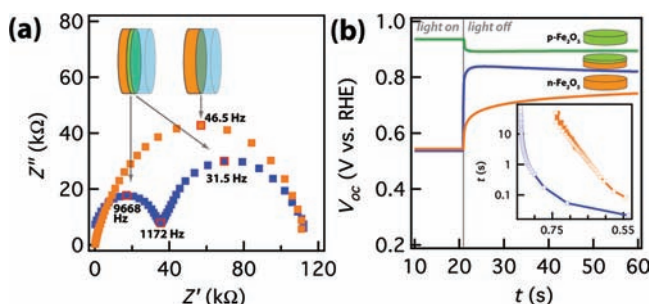 (a)
80
60
40
20
0
Z″ (kΩ)
46.5 Hz
31.5 Hz
9668
Hz
1172 Hz
0
40
80
120
Z′ (kΩ)
(b)
light on
light off
1.0
0.8
0.6
0.4
0.2
V_OC (V vs. RHE)
p-Fe₂O₃
n-Fe₂O₃
10
1
0.1
t (s)
0.75
0.55
10
20
30
40
50
60
t (s)